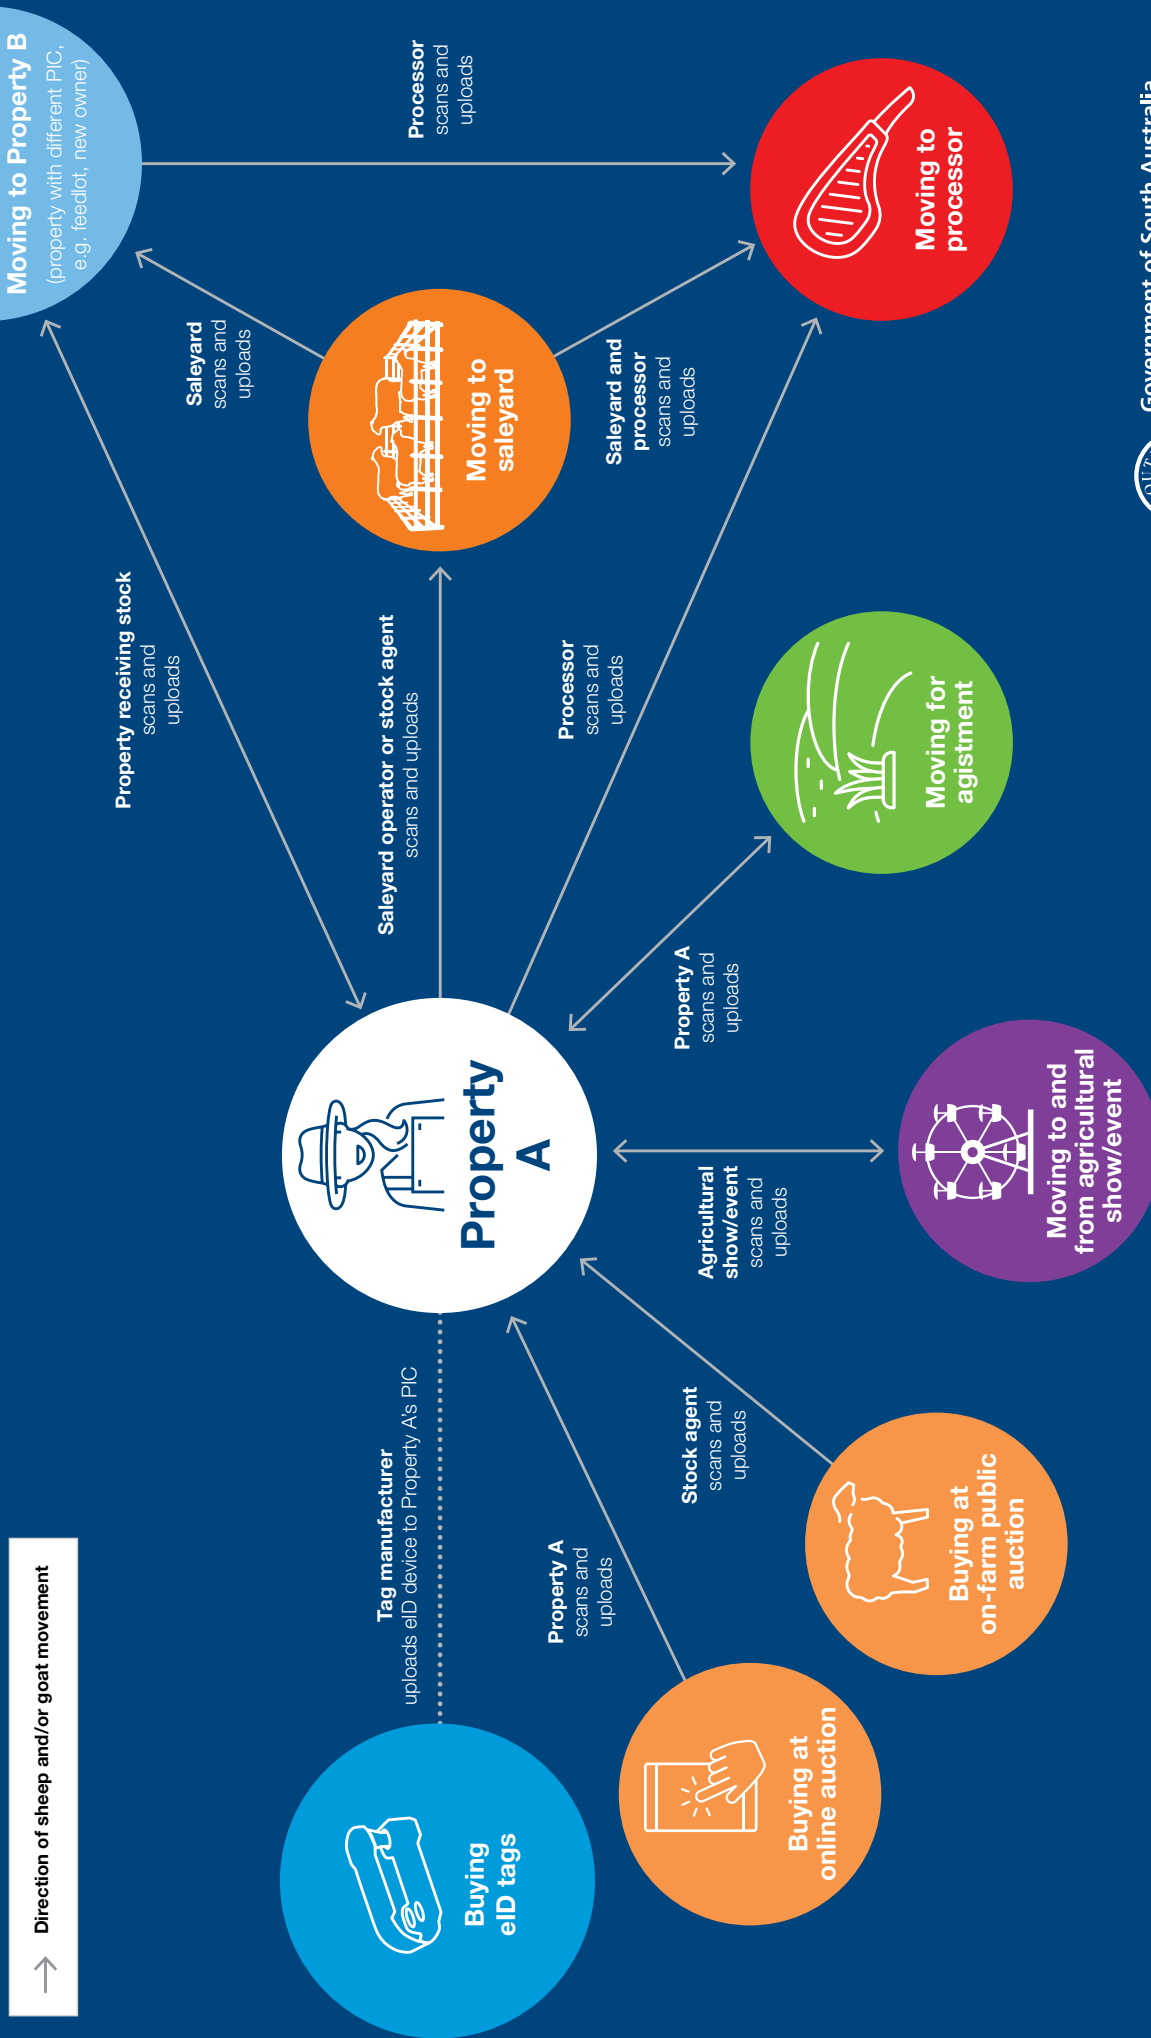 Direction of sheep and/or goat movement
Buying
eID tags
Tag manufacturer
uploads eID device to Property A's PIC
Buying at
online auction
Property A
scans and
uploads
Buying at
on-farm public
auction
Stock agent
scans and
uploads
Property
A
Agricultural
show/event
scans and
uploads
Moving to and
from agricultural
show/event
Property A
scans and
uploads
Moving for
agistment
Property receiving stock
scans and
uploads
Saleyard operator or stock agent
scans and uploads
Processor
scans and
uploads
Moving to
saleyard
Saleyard
scans and
uploads
Saleyard and
processor
scans and
uploads
Moving to Property B
(property with different PIC,
e.g. feedlot, new owner)
Processor
scans and
uploads
Moving to
processor
Government of South Australia